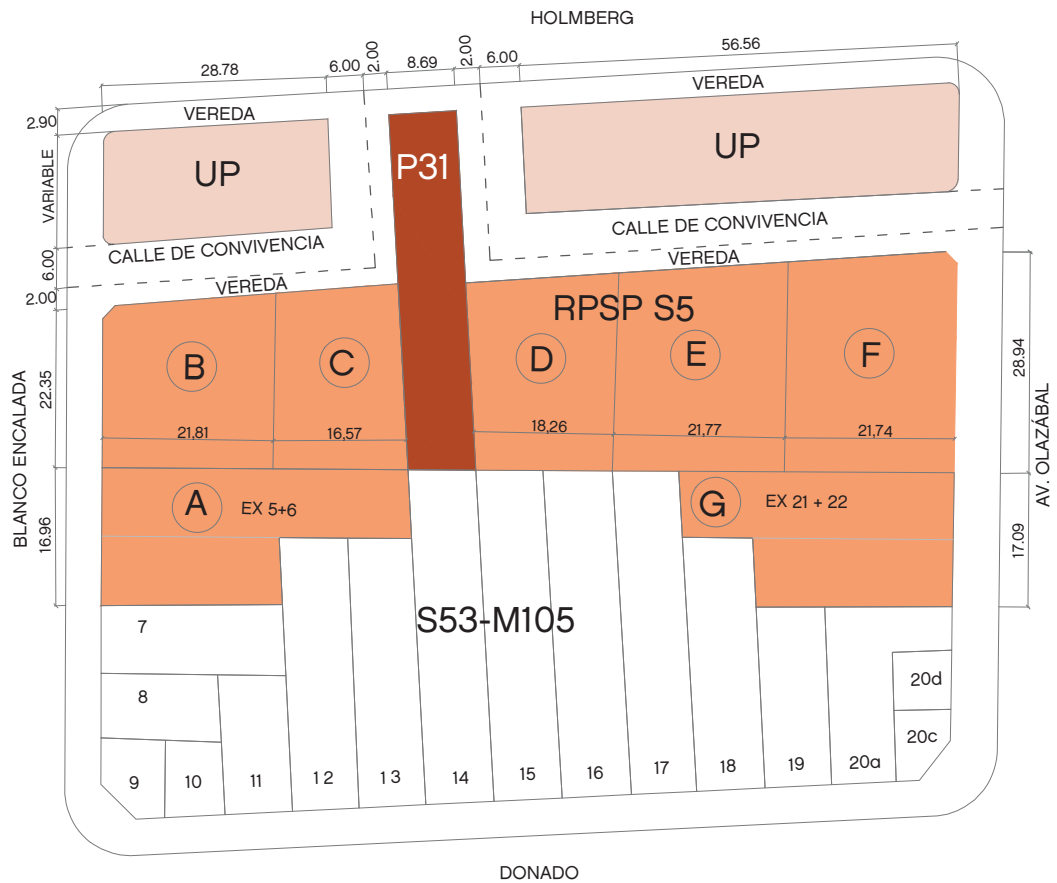 HOLMBERG
28.78
6.00
2.00
8.69
2.00
6.00
56.56
2.90
VARIABLE
6.00
2.00
22.35
16.96
BLANCO ENCALADA
VEREDA
VEREDA
UP
P31
UP
CALLE DE CONVIVENCIA
CALLE DE CONVIVENCIA
VEREDA
VEREDA
RPSP S5
B
C
D
E
F
21,81
16,57
18,26
21,77
21,74
28.94
17.09
AV. OLAZÁBAL
A
EX 5+6
G
EX 21 + 22
S53-M105
7
8
9
10
11
12
13
14
15
16
17
18
19
20a
20d
20c
DONADO